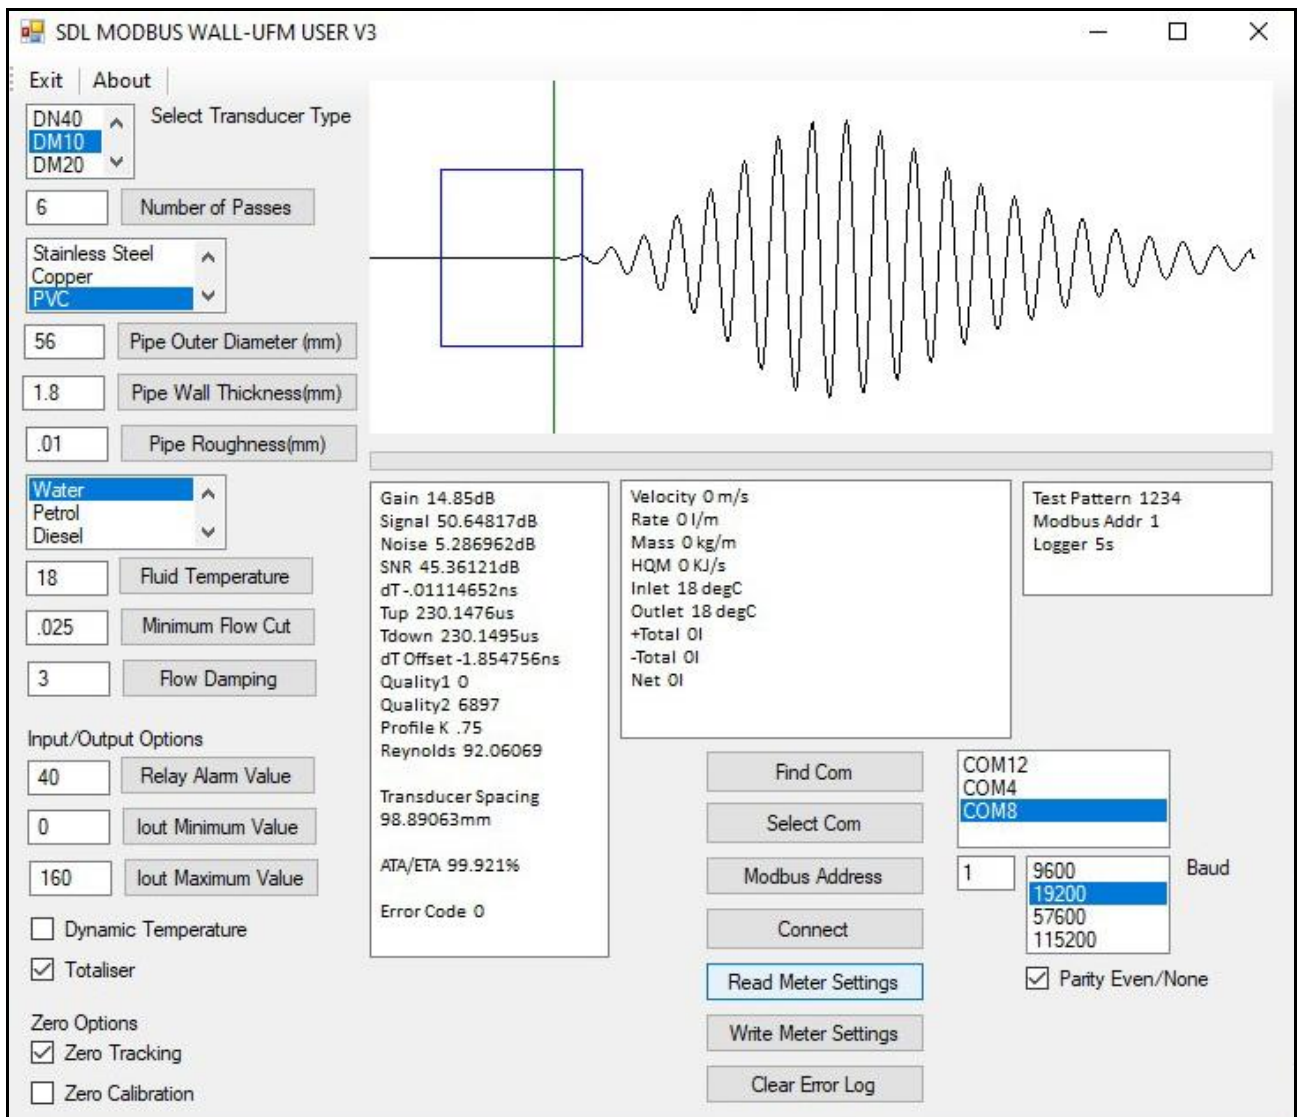 SDL MODBUS WALL-UFM USER V3
Exit About
DN40
DM10
DM20
Select Transducer Type
6 Number of Passes
Stainless Steel
Copper
PVC
56 Pipe Outer Diameter (mm)
1.8 Pipe Wall Thickness(mm)
.01 Pipe Roughness(mm)
Water
Petrol
Diesel
18 Fluid Temperature
.025 Minimum Flow Cut
3 Flow Damping
Input/Output Options
40 Relay Alarm Value
0 Iout Minimum Value
160 Iout Maximum Value
Dynamic Temperature
Totaliser
Zero Options
Zero Tracking
Zero Calibration
Gain 14.85dB
Signal 50.64817dB
Noise 5.286962dB
SNR 45.36121dB
dT -.01114652ns
Tup 230.1476us
Tdown 230.1495us
dT Offset -1.854756ns
Quality1 0
Quality2 6897
Profile K .75
Reynolds 92.06069
Transducer Spacing
98.89063mm
ATA/ETA 99.921%
Error Code 0
Velocity 0 m/s
Rate 0 l/m
Mass 0 kg/m
HQM 0 KJ/s
Inlet 18 degC
Outlet 18 degC
+Total 0l
-Total 0l
Net 0l
Test Pattern 1234
Modbus Addr 1
Logger 5s
Find Com
Select Com
Modbus Address
Connect
Read Meter Settings
Write Meter Settings
Clear Error Log
COM12
COM4
COM8
1
9600
19200
57600
115200
Baud
Parity Even/None